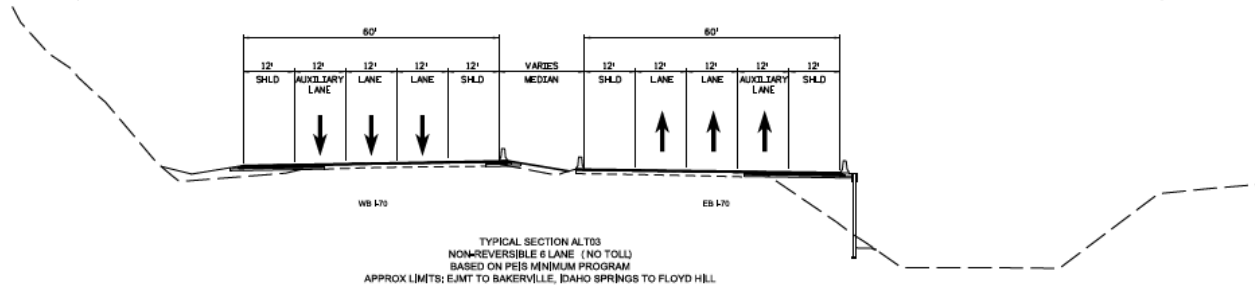 60' 60'
12' 12' 12' 12' 12' VARIES 12' 12' 12' 12' 12'
SHLD AUXILIARY LANE LANE LANE SHLD MEDIAN SHLD LANE LANE AUXILIARY LANE SHLD
WB I-70 EB I-70
TYPICAL SECTION ALT03
NON-REVERSIBLE 6 LANE (NO TOLL)
BASED ON PEIS MINIMUM PROGRAM
APPROX LIMITS: EJMT TO BAKERVILLE, IDAHO SPRINGS TO FLOYD HILL